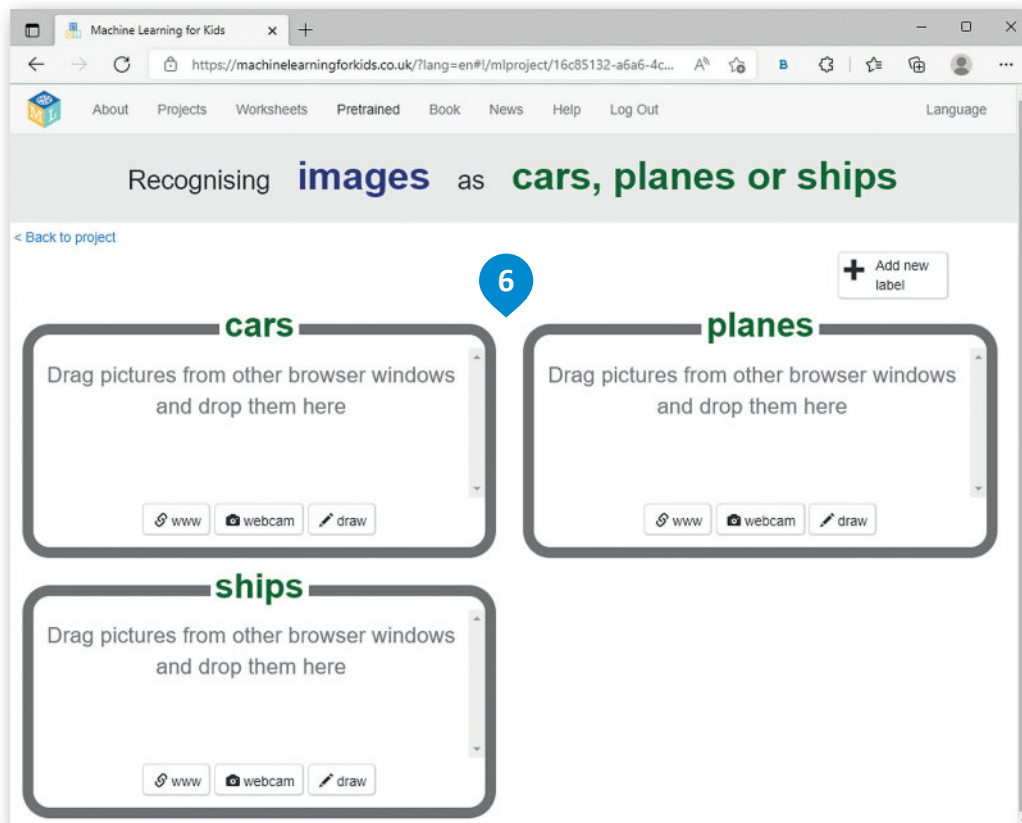 Machine Learning for Kids
https://machinelearningforkids.co.uk/?lang=en#!/mlproject/16c85132-a6a6-4c...
ML
About Projects Worksheets Pretrained Book News Help Log Out Language
Recognising images as cars, planes or ships
< Back to project
Add new
label
6
cars
Drag pictures from other browser windows
and drop them here
www webcam draw
planes
Drag pictures from other browser windows
and drop them here
www webcam draw
ships
Drag pictures from other browser windows
and drop them here
www webcam draw